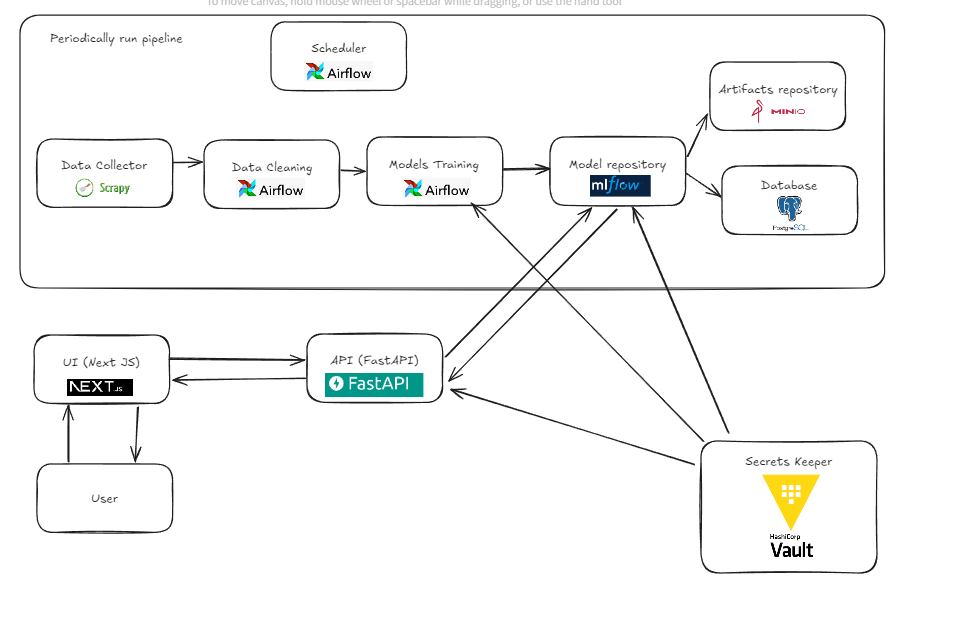 To move canvas, hold mouse wheel or spacebar while dragging, or use the hand tool
Periodically run pipeline
Scheduler
Airflow
Artifacts repository
MINIO
Data Collector
Scrapy
Data Cleaning
Airflow
Models Training
Airflow
Model repository
mlflow
Database
PostgreSQL
UI (Next JS)
NEXT.JS
API (FastAPI)
FastAPI
User
Secrets Keeper
HashiCorp
Vault